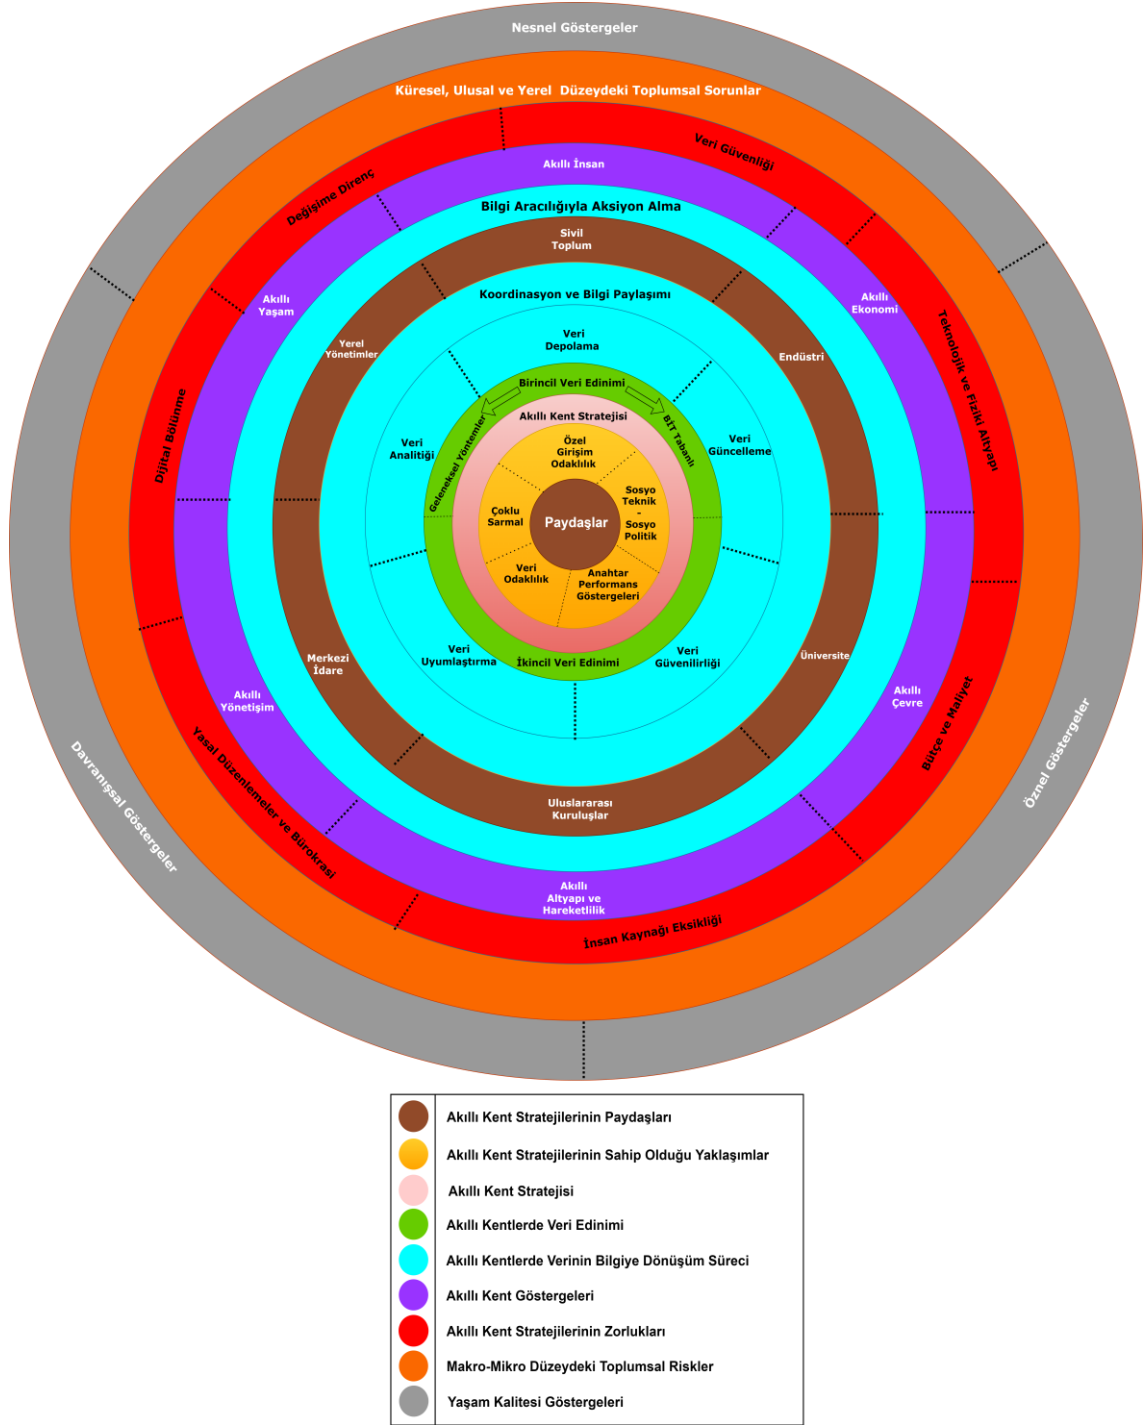 Nesnel Göstergeler
Küresel, Ulusal ve Yerel  Düzeydeki Toplumsal Sorunlar
Veri Güvenliği
Değişime Direnç
Akıllı İnsan
Bilgi Aracılığıyla Aksiyon Alma
Sivil
Toplum
Akıllı
Yaşam
Akıllı
Ekonomi
Koordinasyon ve Bilgi Paylaşımı
Yerel
Yönetimler
Endüstri
Teknolojik ve Fiziki Altyapı
Veri
Depolama
Birincil Veri Edinimi
Geleneksel Yöntemler
BİT Tabanlı
Akıllı Kent Stratejisi
Dijital Bölünme
Veri
Analitiği
Veri
Güncelleme
Özel
Girişim
Odaklılık
Sosyo
Teknik
-
Sosyo
Politik
Çoklu
Sarmal
Paydaşlar
Veri
Odaklılık
Anahtar
Performans
Göstergeleri
Veri
Uyumlaştırma
İkincil Veri Edinimi
Veri
Güvenilirliği
Merkezi
İdare
Üniversite
Akıllı
Yönetişim
Akıllı
Çevre
Bütçe ve Maliyet
Öznel Göstergeler
Davranışsal Göstergeler
Yasal Düzenlemeler ve Bürokrasi
Uluslararası
Kuruluşlar
Akıllı
Altyapı ve
Hareketlilik
İnsan Kaynağı Eksikliği
Akıllı Kent Stratejilerinin Paydaşları
Akıllı Kent Stratejilerinin Sahip Olduğu Yaklaşımlar
Akıllı Kent Stratejisi
Akıllı Kentlerde Veri Edinimi
Akıllı Kentlerde Verinin Bilgiye Dönüşüm Süreci
Akıllı Kent Göstergeleri
Akıllı Kent Stratejilerinin Zorlukları
Makro-Mikro Düzeydeki Toplumsal Riskler
Yaşam Kalitesi Göstergeleri